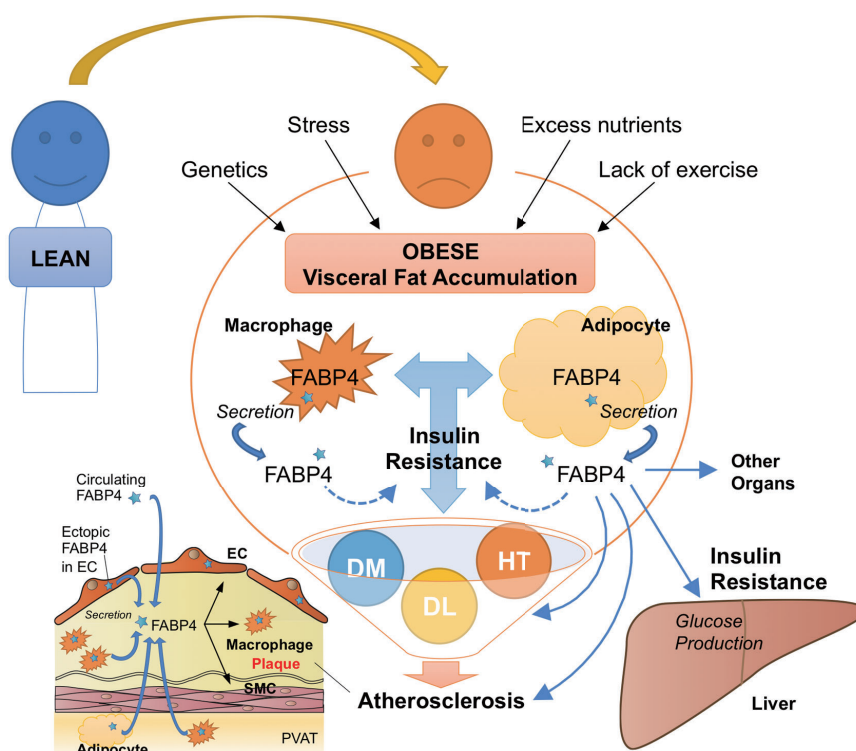 Stress
Excess nutrients
Genetics
Lack of exercise
LEAN
OBESE
Visceral Fat Accumulation
Macrophage
Adipocyte
FABP4
FABP4
Secretion
Secretion
Insulin
Resistance
FABP4
FABP4
Other
Organs
Circulating
FABP4
Ectopic
FABP4
in EC
EC
DM
HT
DL
Insulin
Resistance
Secretion
FABP4
Glucose
Production
Macrophage
Plaque
SMC
Atherosclerosis
Liver
Adipocyte
PVAT